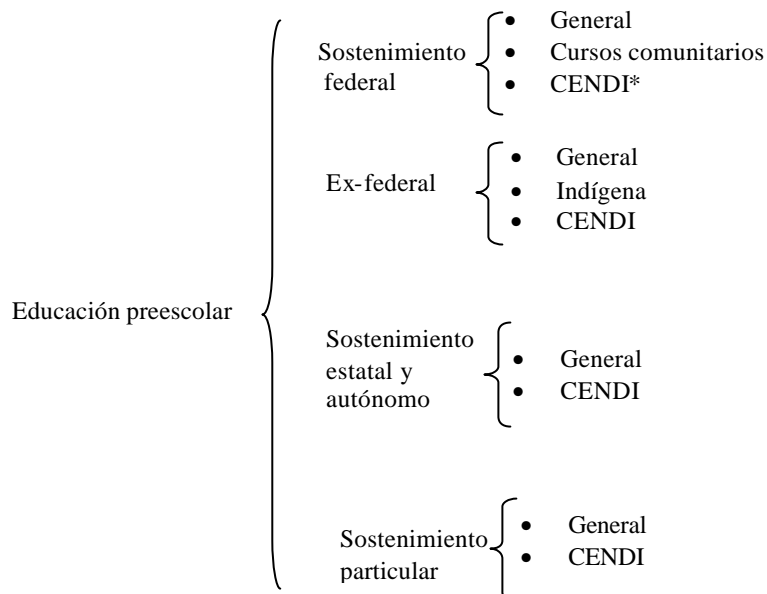 Educación preescolar
Sostenimiento
federal
• General
• Cursos comunitarios
• CENDI*
Ex-federal
• General
• Indígena
• CENDI
Sostenimiento
estatal y
autónomo
• General
• CENDI
Sostenimiento
particular
• General
• CENDI